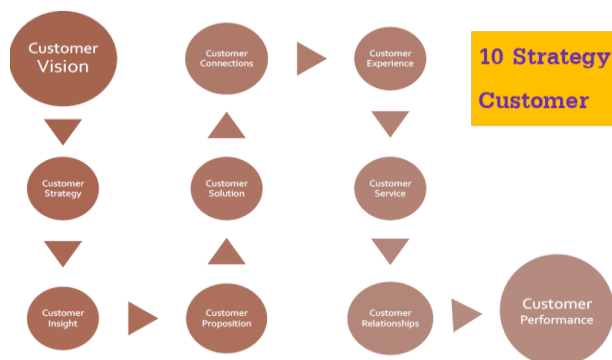 Customer
Vision
Customer
Strategy
Customer
Insight
Customer
Proposition
Customer
Solution
Customer
Connections
Customer
Experience
Customer
Service
Customer
Relationships
Customer
Performance
10 Strategy
Customer